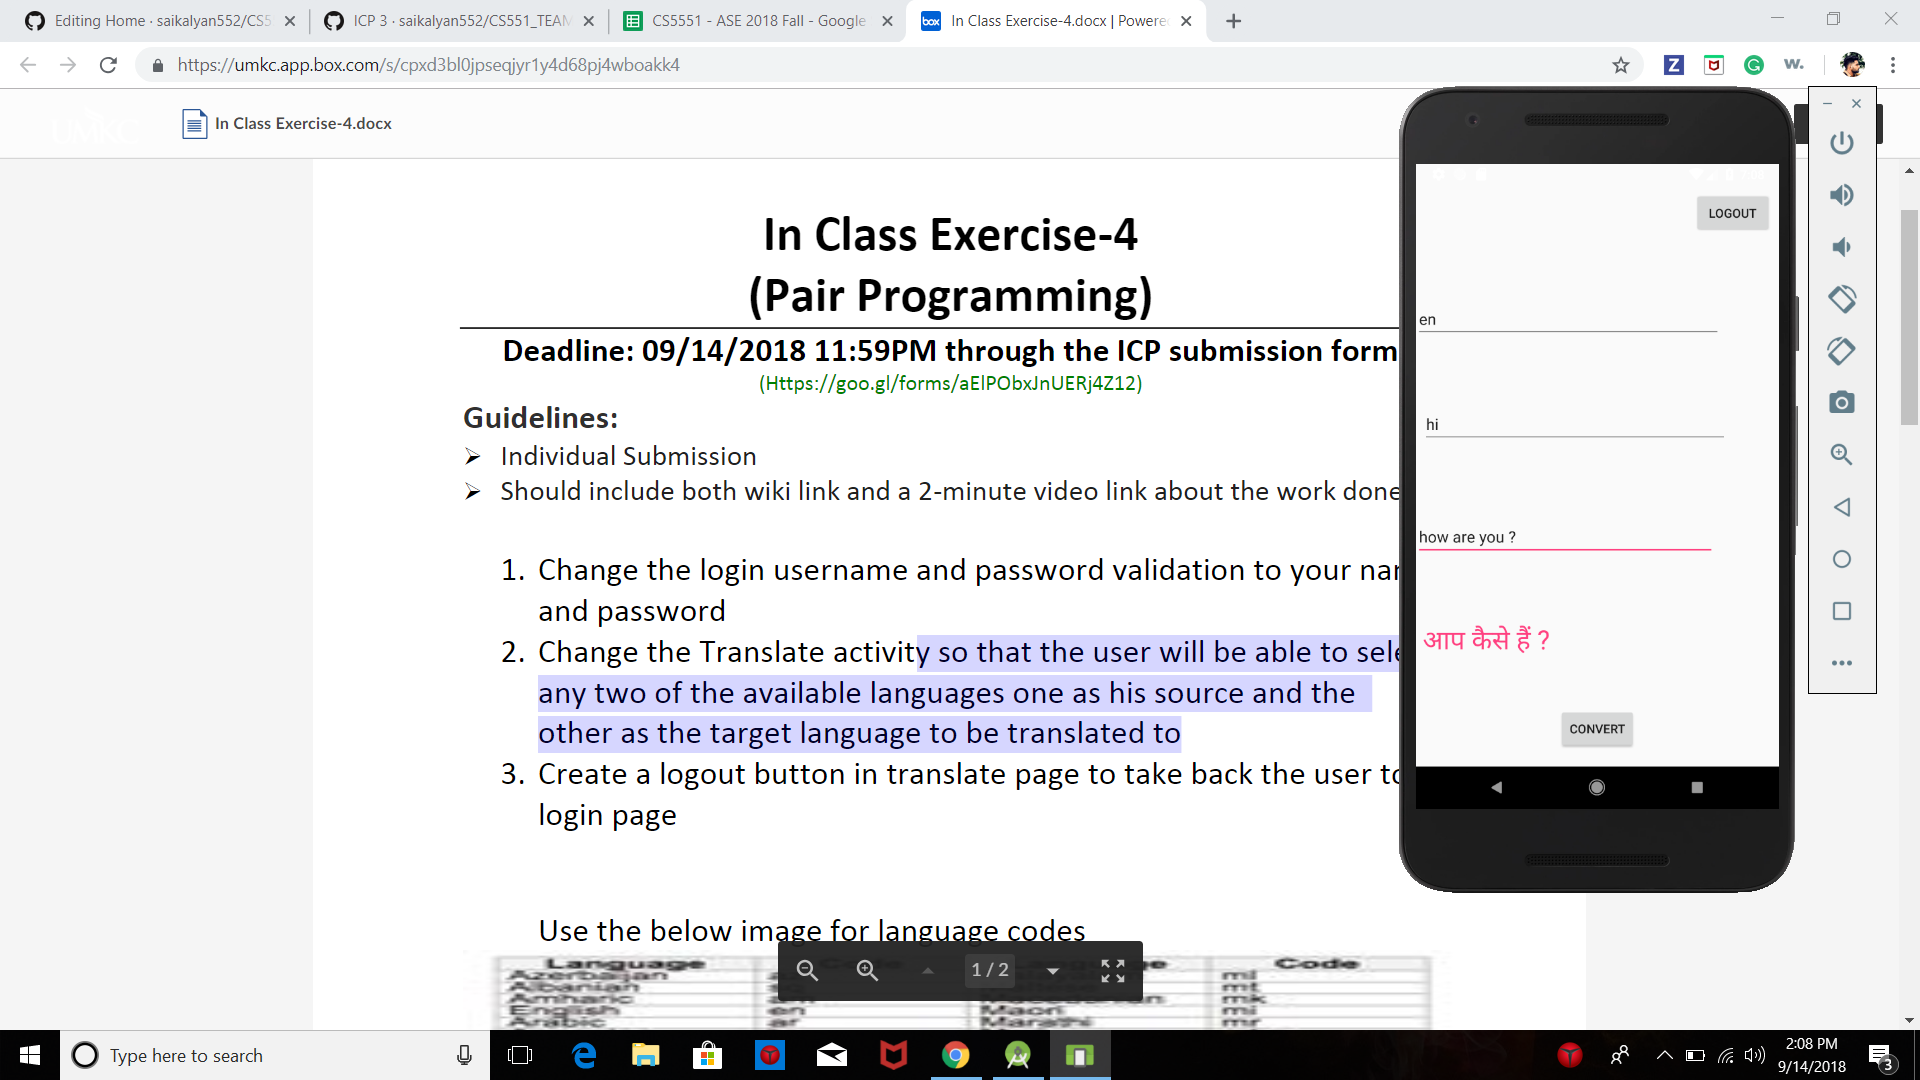 Editing Home · saikalyan552/CS5
ICP 3 · saikalyan552/CS551_TEAM
CS5551 - ASE 2018 Fall - Google
In Class Exercise-4.docx | Powere
https://umkc.app.box.com/s/cpxd3bl0jpseqjyr1y4d68pj4wboakk4
UMKC
In Class Exercise-4.docx
In Class Exercise-4
(Pair Programming)
Deadline: 09/14/2018 11:59PM through the ICP submission form
(Https://goo.gl/forms/aElPObxJnUERj4Z12)
Guidelines:
Individual Submission
Should include both wiki link and a 2-minute video link about the work done
1. Change the login username and password validation to your nam
and password
2. Change the Translate activity so that the user will be able to sele
any two of the available languages one as his source and the
other as the target language to be translated to
3. Create a logout button in translate page to take back the user to
login page
Use the below image for language codes
Language Code
Azerbaijan ml
Albanian mt
Amharic mk
English en Maori mi
Arabic ar Marathi mr
1 / 2
LOGOUT
en
hi
how are you ?
आप कैसे हैं ?
CONVERT
Type here to search
2:08 PM
9/14/2018
3